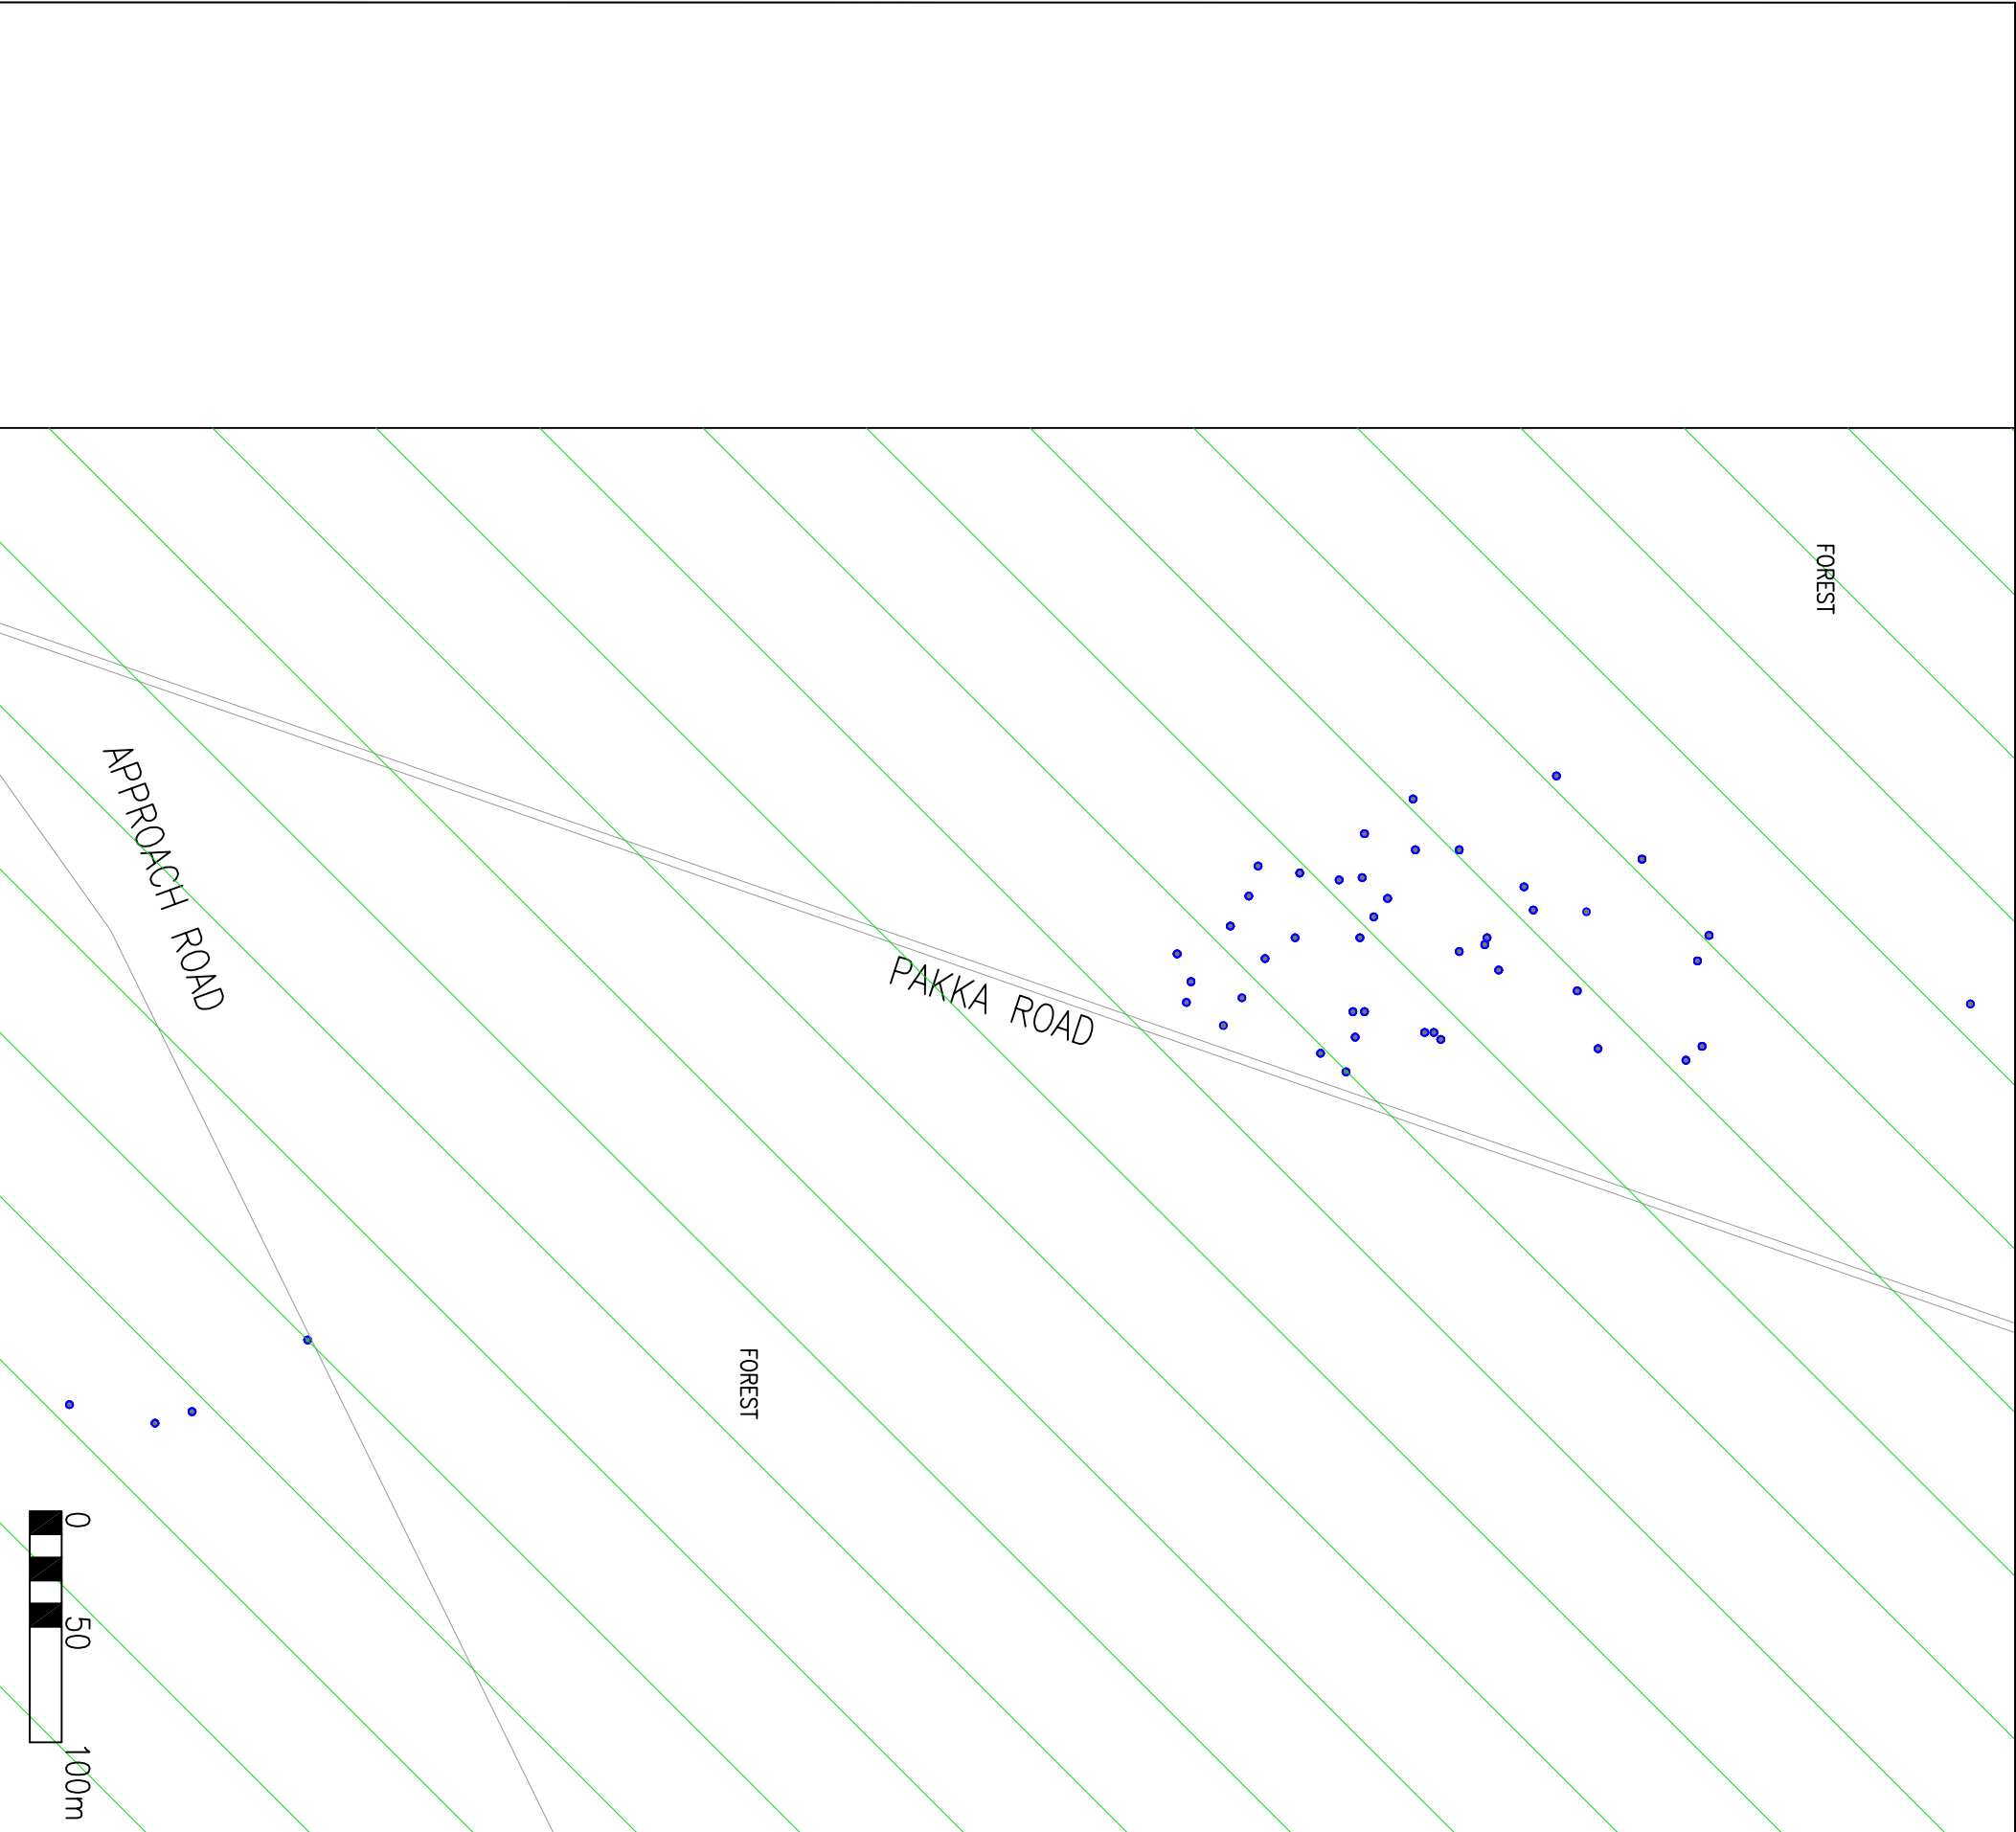 FOREST
APPROACH ROAD
PAKKA ROAD
FOREST
0
50
100m